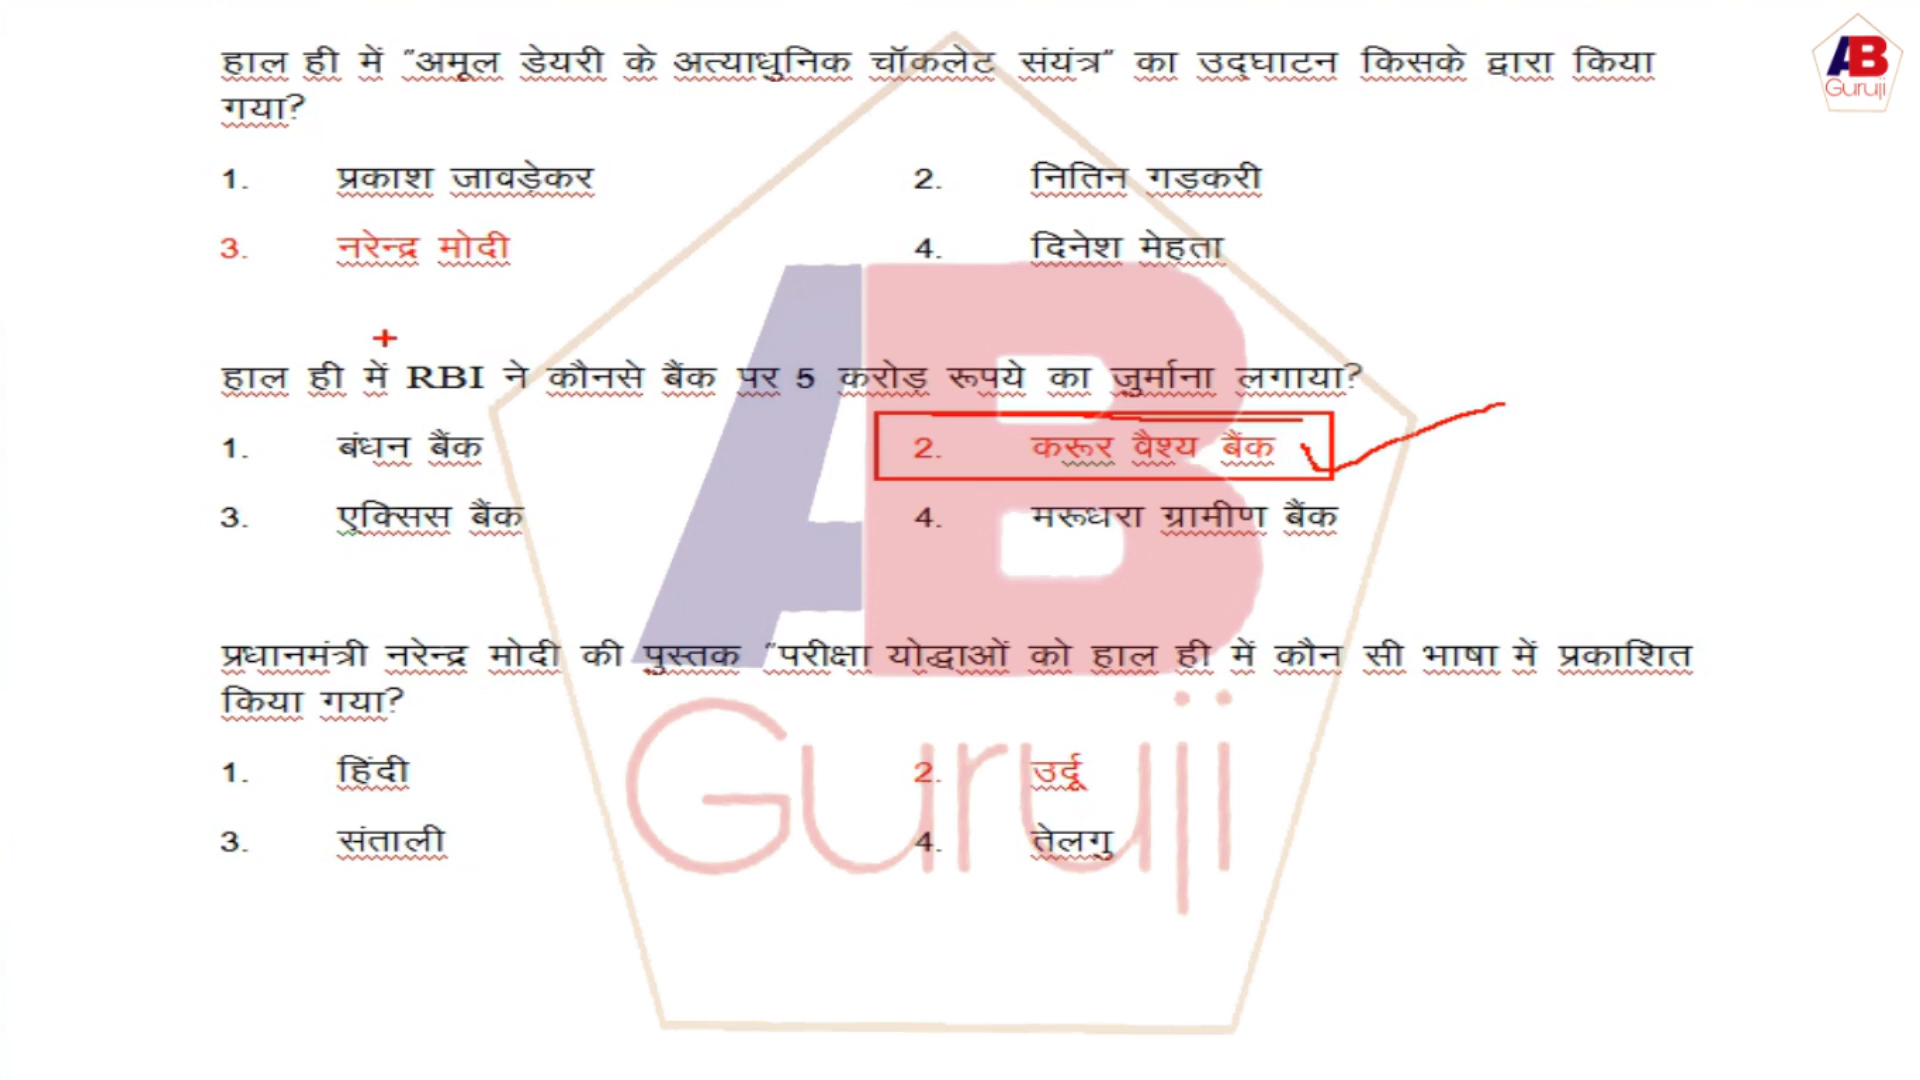 हाल ही में "अमूल डेयरी के अत्याधुनिक चॉकलेट संयंत्र" का उद्घाटन किसके द्वारा किया
गया?
1. प्रकाश जावड़ेकर 2. नितिन गड़करी
3. नरेन्द्र मोदी 4. दिनेश मेहता
हाल ही में RBI ने कौनसे बैंक पर 5 करोड़ रूपये का जुर्माना लगाया?
1. बंधन बैंक 2. करूर वैश्य बैंक
3. एक्सिस बैंक 4. मरूधरा ग्रामीण बैंक
प्रधानमंत्री नरेन्द्र मोदी की पुस्तक "परीक्षा योद्धाओं को हाल ही में कौन सी भाषा में प्रकाशित
किया गया?
1. हिंदी 2. उर्दू
3. संताली 4. तेलगु
AB
Guruji
AB
Guruji